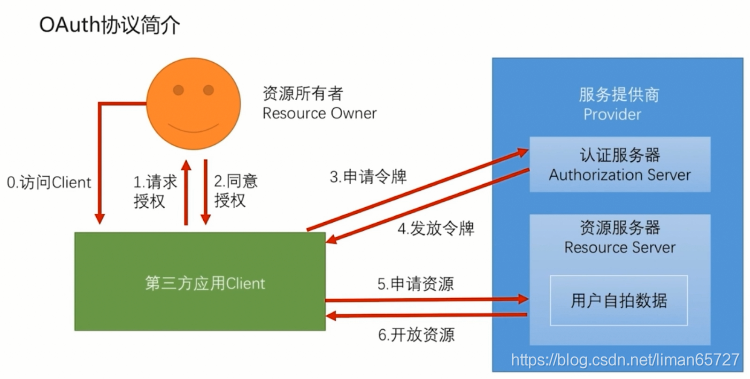 OAuth协议简介
资源所有者
Resource Owner
服务提供商
Provider
认证服务器
Authorization Server
0.访问Client
1.请求
授权
2.同意
授权
3.申请令牌
4.发放令牌
资源服务器
Resource Server
第三方应用Client
5.申请资源
用户自拍数据
6.开放资源
https://blog.csdn.net/liman65727